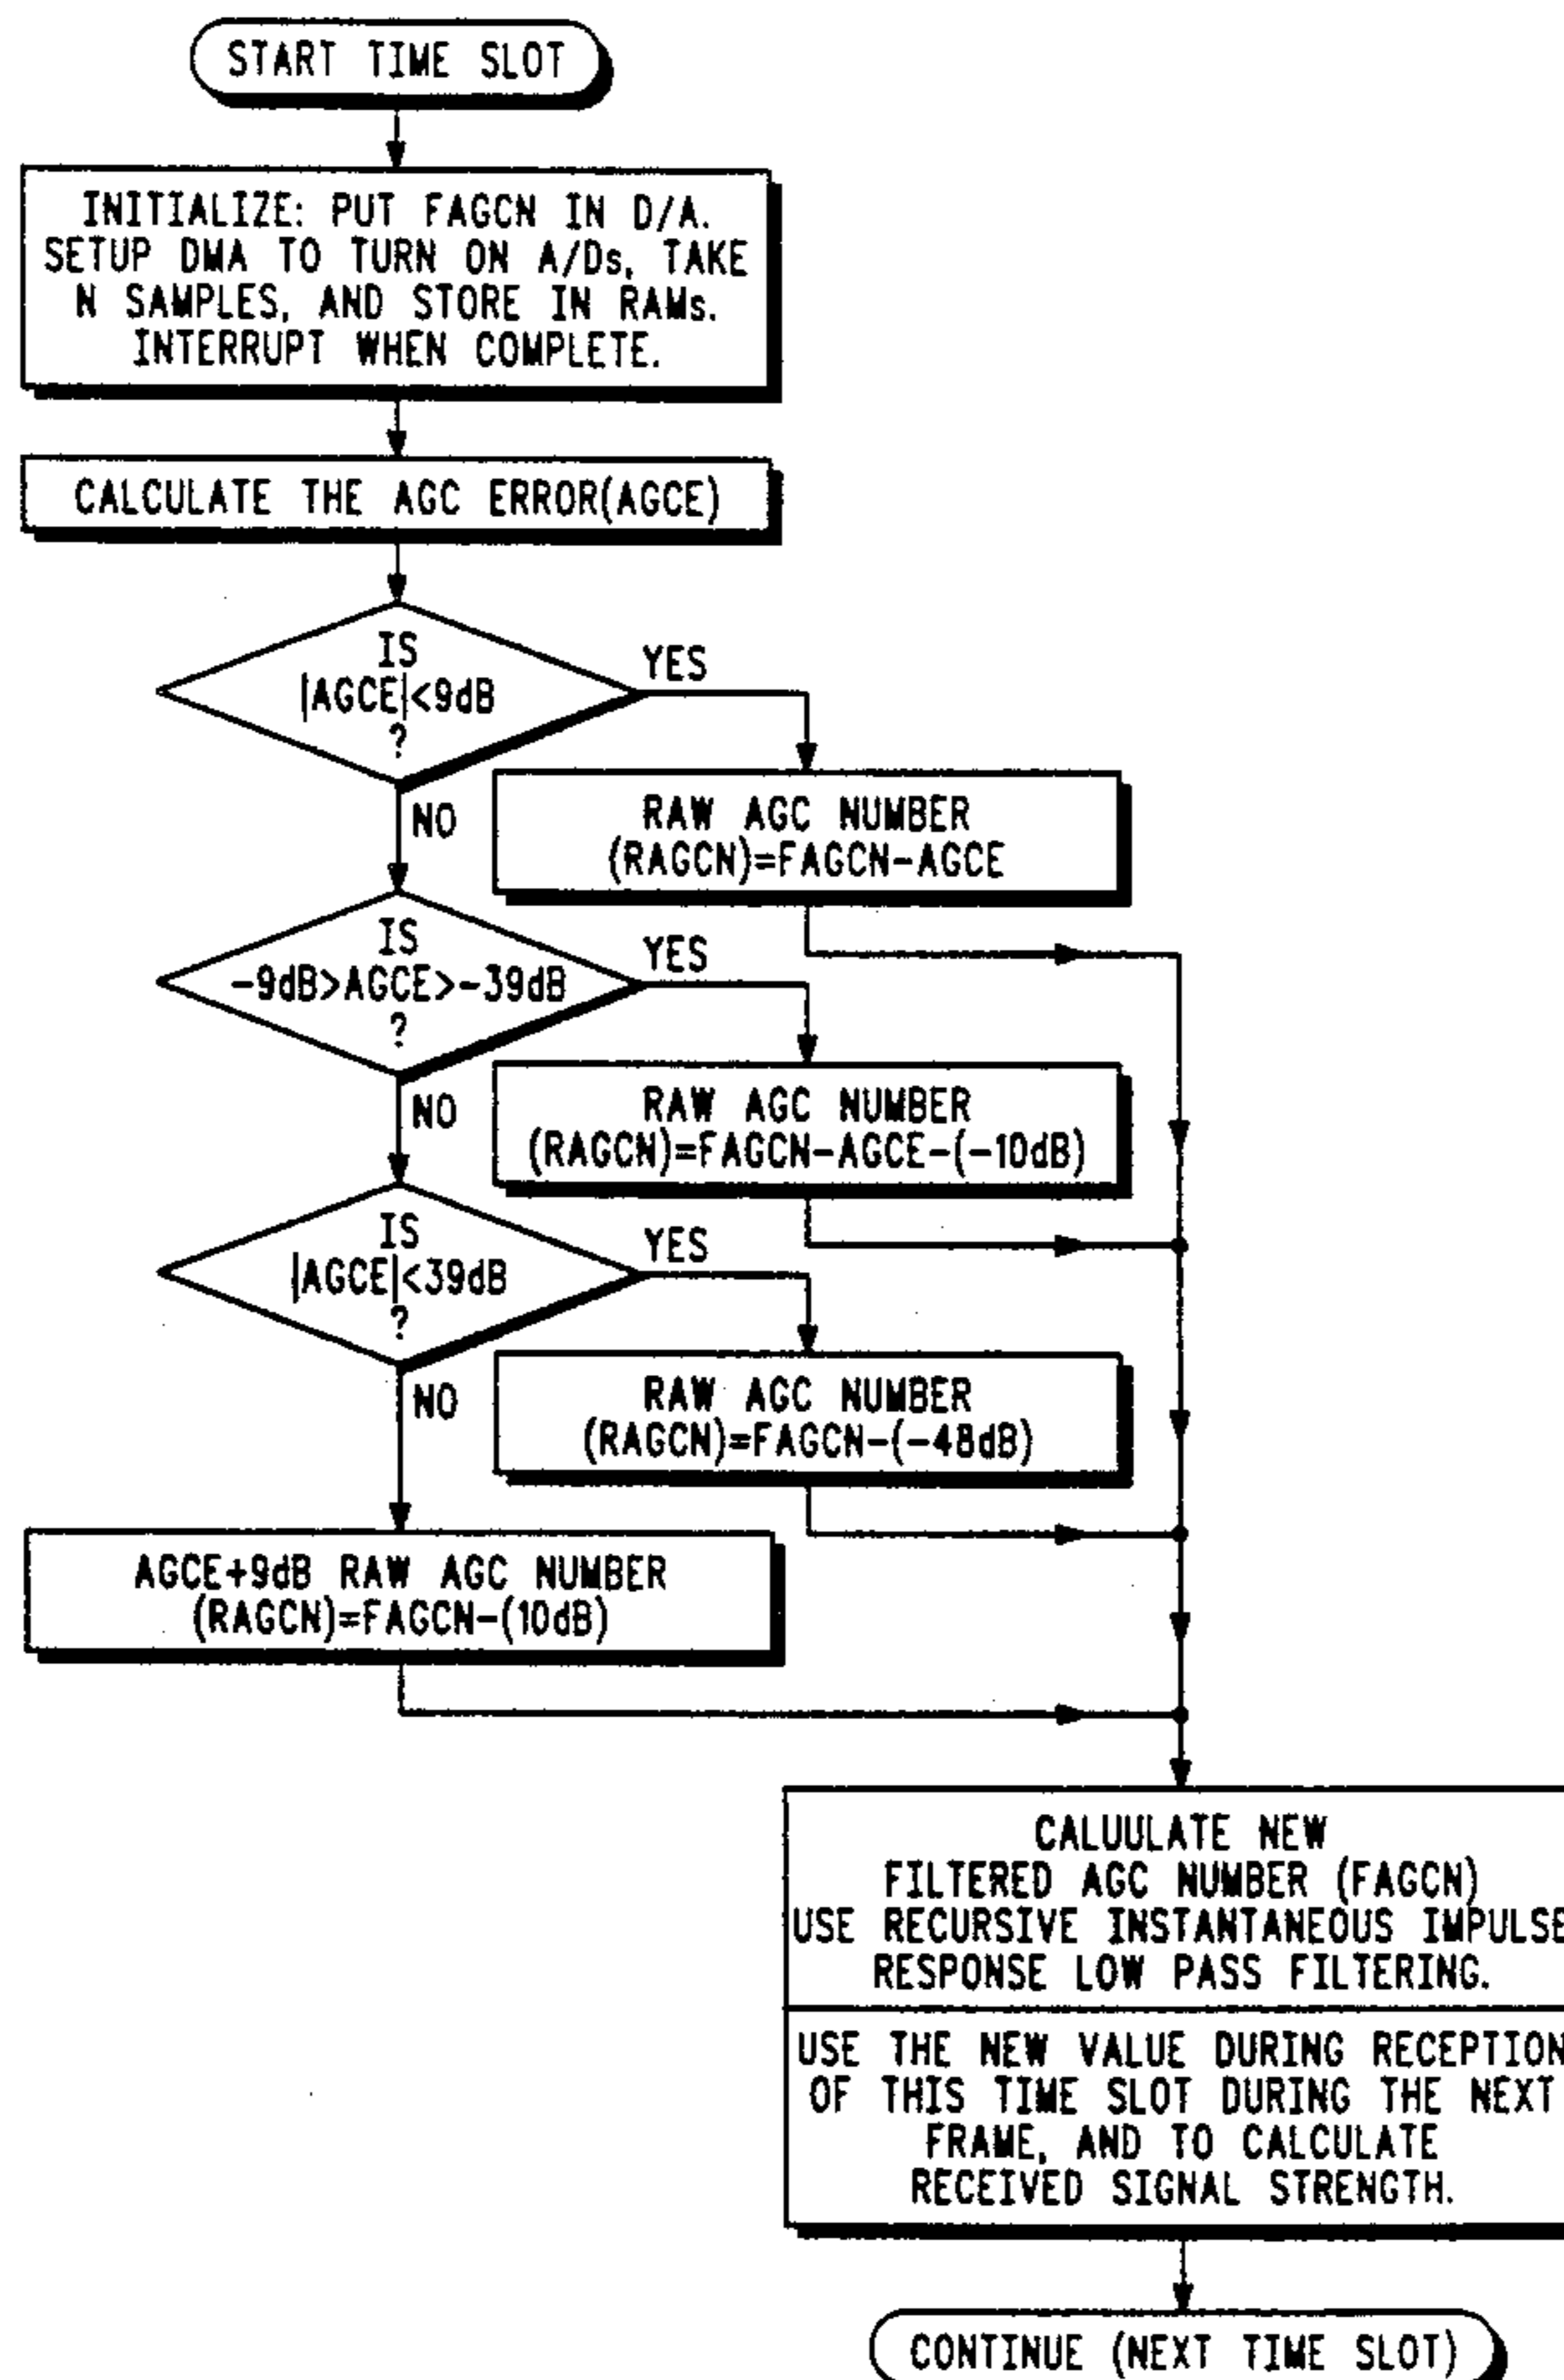 START TIME SLOT
INITIALIZE: PUT FAGCN IN D/A.
SETUP DMA TO TURN ON A/Ds, TAKE
N SAMPLES, AND STORE IN RAMs.
INTERRUPT WHEN COMPLETE.
CALCULATE THE AGC ERROR(AGCE)
IS
|AGCE|<9dB
?
YES
NO
RAW AGC NUMBER
(RAGCN)=FAGCN-AGCE
IS
-9dB>AGCE>-39dB
?
YES
NO
RAW AGC NUMBER
(RAGCN)=FAGCN-AGCE-(-10dB)
IS
|AGCE|<39dB
?
YES
NO
RAW AGC NUMBER
(RAGCN)=FAGCN-(-48dB)
AGCE+9dB RAW AGC NUMBER
(RAGCN)=FAGCN-(10dB)
CALUULATE NEW
FILTERED AGC NUMBER (FAGCN)
USE RECURSIVE INSTANTANEOUS IMPULSE
RESPONSE LOW PASS FILTERING.
USE THE NEW VALUE DURING RECEPTION
OF THIS TIME SLOT DURING THE NEXT
FRAME, AND TO CALCULATE
RECEIVED SIGNAL STRENGTH.
CONTINUE (NEXT TIME SLOT)